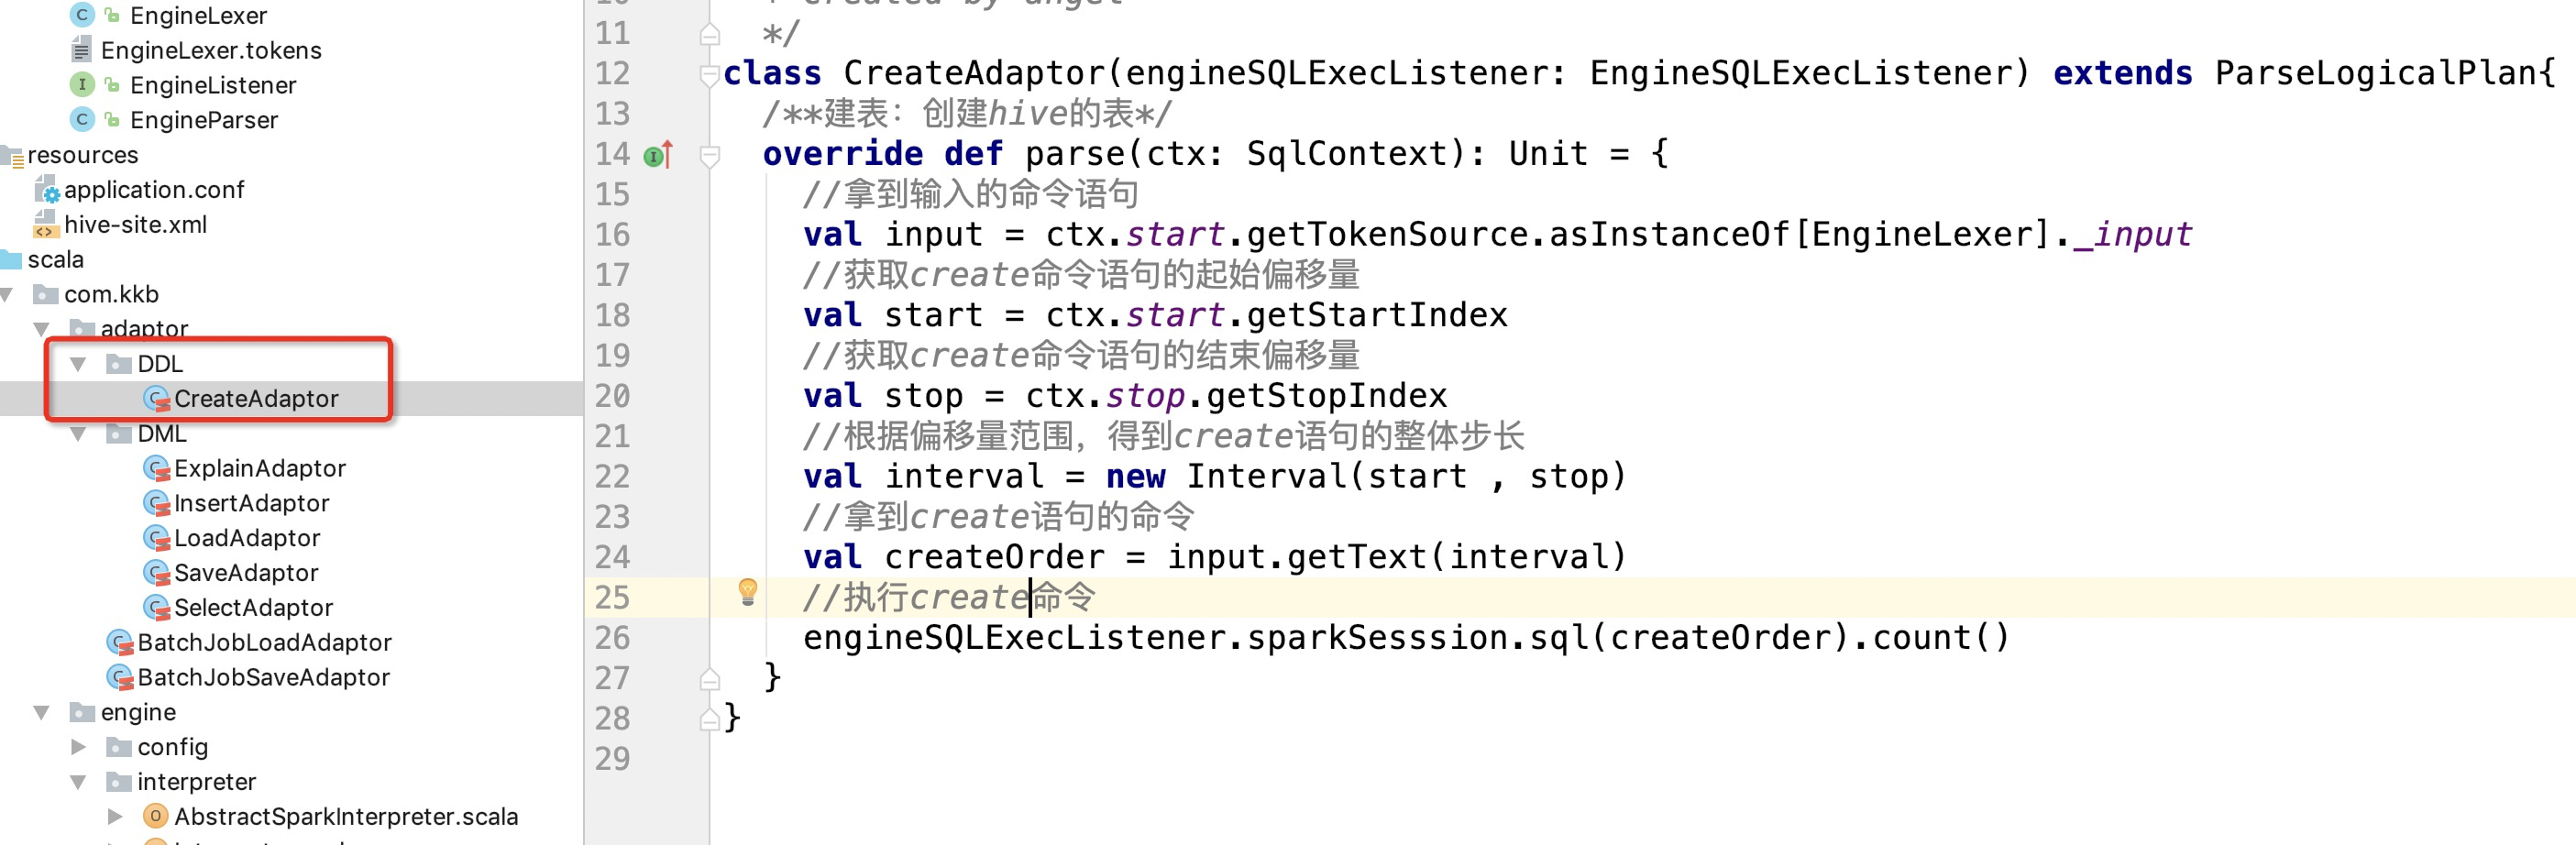 EngineLexer
EngineLexer.tokens
EngineListener
EngineParser
resources
application.conf
hive-site.xml
scala
com.kkb
adaptor
DDL
CreateAdaptor
DML
ExplainAdaptor
InsertAdaptor
LoadAdaptor
SaveAdaptor
SelectAdaptor
BatchJobLoadAdaptor
BatchJobSaveAdaptor
engine
config
interpreter
AbstractSparkInterpreter.scala
10 * Created by angel
11 */
12 class CreateAdaptor(engineSQLExecListener: EngineSQLExecListener) extends ParseLogicalPlan{
13 /**建表：创建hive的表*/
14 override def parse(ctx: SqlContext): Unit = {
15 //拿到输入的命令语句
16 val input = ctx.start.getTokenSource.asInstanceOf[EngineLexer]._input
17 //获取create命令语句的起始偏移量
18 val start = ctx.start.getStartIndex
19 //获取create命令语句的结束偏移量
20 val stop = ctx.stop.getStopIndex
21 //根据偏移量范围，得到create语句的整体步长
22 val interval = new Interval(start , stop)
23 //拿到create语句的命令
24 val createOrder = input.getText(interval)
25 //执行create命令
26 engineSQLExecListener.sparkSesssion.sql(createOrder).count()
27 }
28 }
29